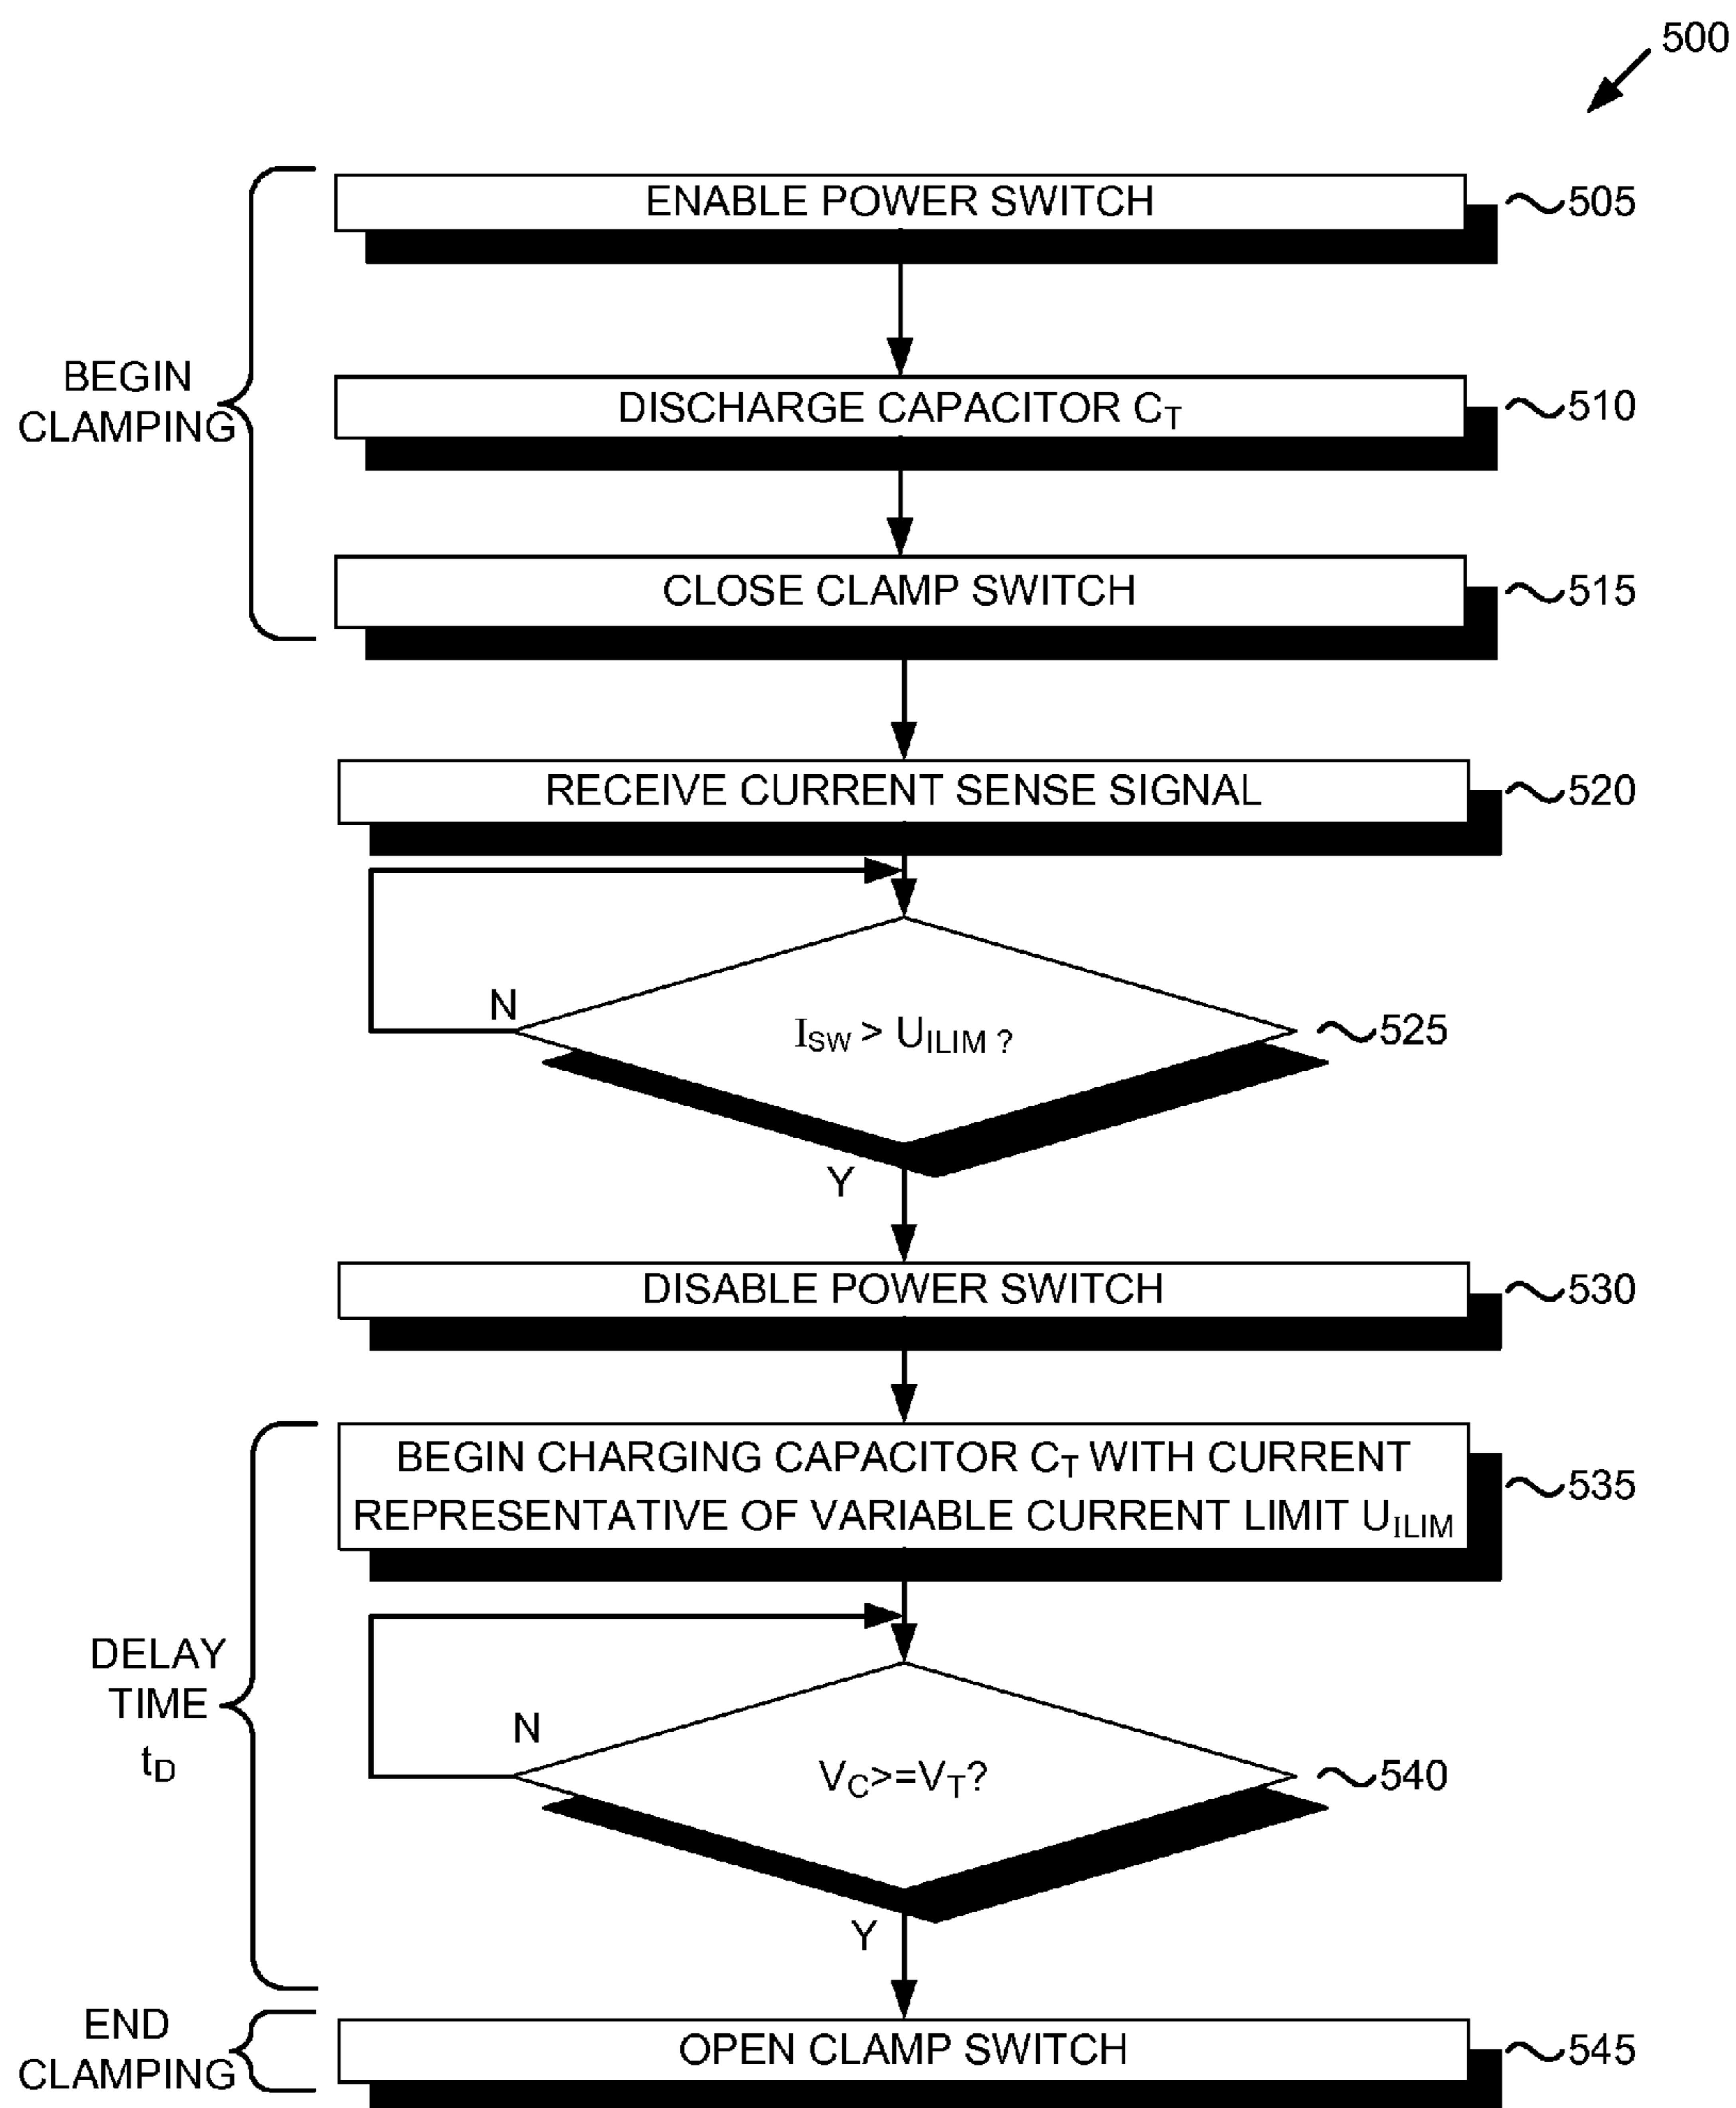 500
ENABLE POWER SWITCH
505
BEGIN
CLAMPING
DISCHARGE CAPACITOR CT
510
CLOSE CLAMP SWITCH
515
RECEIVE CURRENT SENSE SIGNAL
520
N
ISW > UILIM ?
525
Y
DISABLE POWER SWITCH
530
BEGIN CHARGING CAPACITOR CT WITH CURRENT
REPRESENTATIVE OF VARIABLE CURRENT LIMIT UILIM
535
DELAY
TIME
tD
N
VC>=VT?
540
Y
END
CLAMPING
OPEN CLAMP SWITCH
545